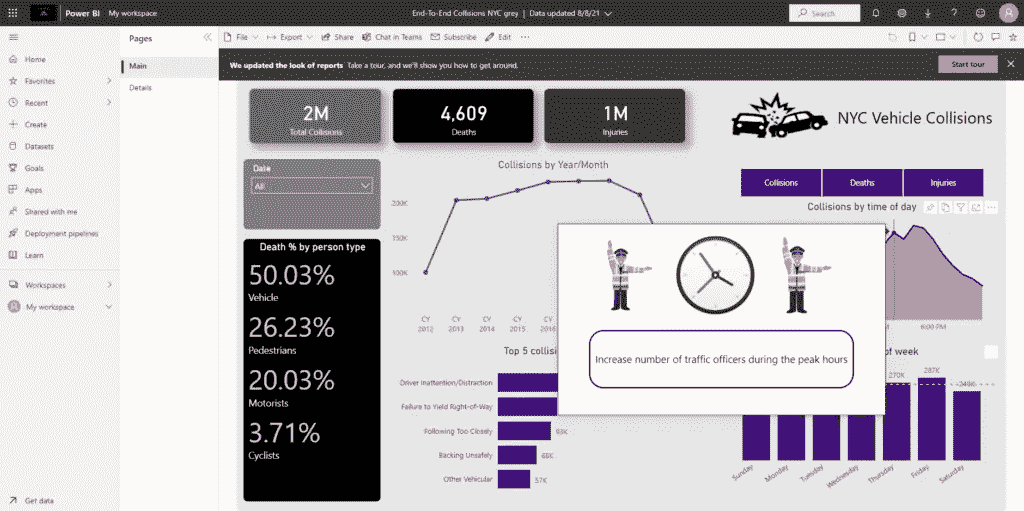 Power BI My workspace
End-To-End Collisions NYC grey | Data updated 8/8/21
Search
Pages
File Export Share Chat in Teams Subscribe Edit
Home
Favorites
Recent
Create
Datasets
Goals
Apps
Shared with me
Deployment pipelines
Learn
Workspaces
My workspace
Get data
Main
Details
We updated the look of reports Take a tour, and we'll show you how to get around.
Start tour
2M
Total Collisions
4,609
Deaths
1M
Injuries
NYC Vehicle Collisions
Date
All
Death % by person type
50.03%
Vehicle
26.23%
Pedestrians
20.03%
Motorists
3.71%
Cyclists
Collisions by Year/Month
200K
150K
100K
CY CY CY CY CY
2012 2013 2014 2015 2016
Collisions Deaths Injuries
Collisions by time of day
6:00 PM
Increase number of traffic officers during the peak hours
Top 5 collisi
Driver Inattention/Distraction
Failure to Yield Right-of-Way
Following Too Closely
93K
Backing Unsafely
68K
Other Vehicular
57K
of week
270K
287K
249K
Sunday
Monday
Tuesday
Wednesday
Thursday
Friday
Saturday